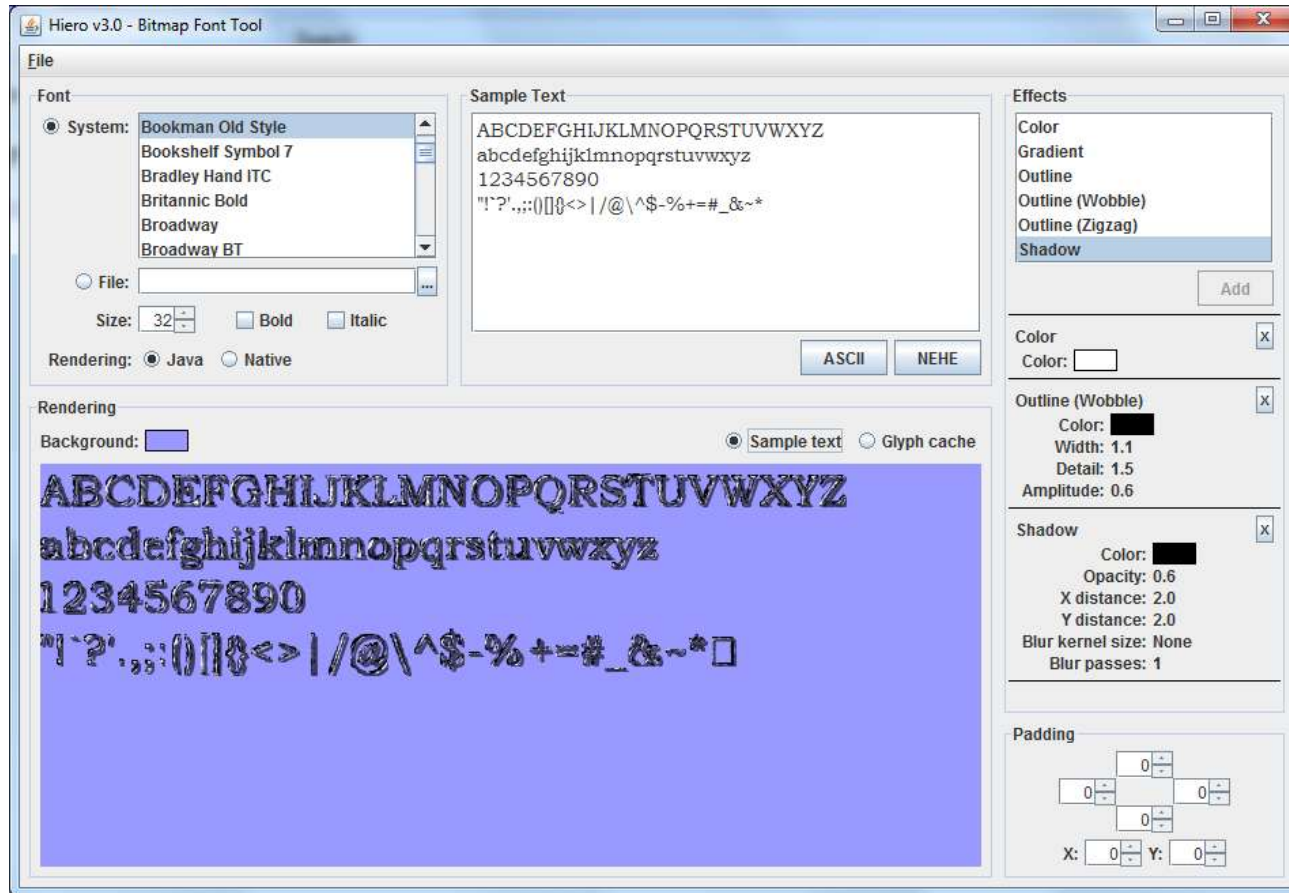 Hiero v3.0 - Bitmap Font Tool
File
Font
System:
Bookman Old Style
Bookshelf Symbol 7
Bradley Hand ITC
Britannic Bold
Broadway
Broadway BT
File:
...
Size: 32
Bold
Italic
Rendering:
Java
Native
Sample Text
ABCDEFGHIJKLMNOPQRSTUVWXYZ
abcdefghijklmnopqrstuvwxyz
1234567890
"!`?'.,;:()[]{}<>|/@\^$-%+=#_&~*
ASCII
NEHE
Rendering
Background:
Sample text
Glyph cache
ABCDEFGHIJKLMNOPQRSTUVWXYZ
abcdefghijklmnopqrstuvwxyz
1234567890
"!`?'.,;:()[]{}<>|/@\^$-%+=#_&~*□
Effects
Color
Gradient
Outline
Outline (Wobble)
Outline (Zigzag)
Shadow
Add
Color
X
Color:
Outline (Wobble)
X
Color:
Width: 1.1
Detail: 1.5
Amplitude: 0.6
Shadow
X
Color:
Opacity: 0.6
X distance: 2.0
Y distance: 2.0
Blur kernel size: None
Blur passes: 1
Padding
0
0 0
0
X: 0 Y: 0